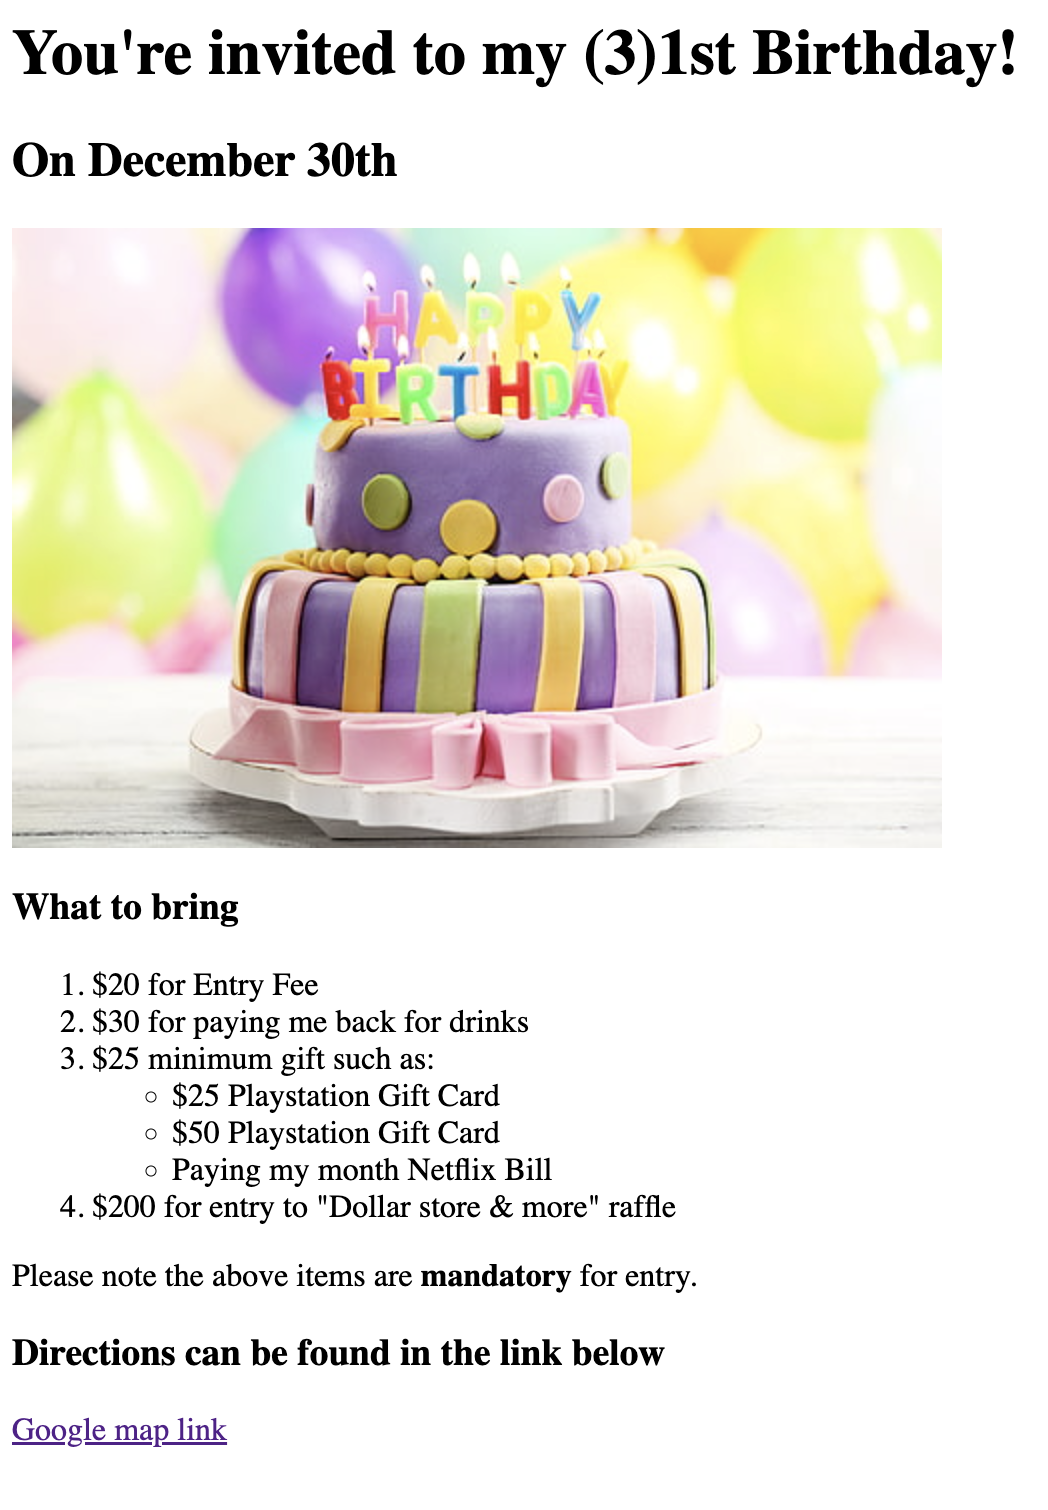 You're invited to my (3)1st Birthday!
On December 30th
HAPPY
BIRTHDAY
What to bring
1. $20 for Entry Fee
2. $30 for paying me back for drinks
3. $25 minimum gift such as:
◦ $25 Playstation Gift Card
◦ $50 Playstation Gift Card
◦ Paying my month Netflix Bill
4. $200 for entry to "Dollar store & more" raffle
Please note the above items are mandatory for entry.
Directions can be found in the link below
Google map link